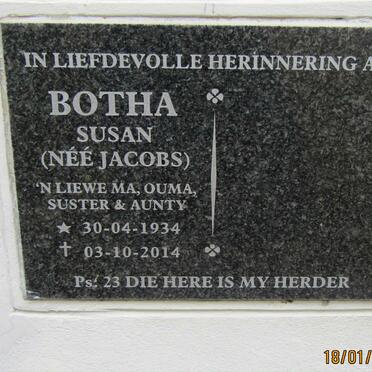 IN LIEFDEVOLLE HERINNERING A
BOTHA
SUSAN
(NÉÉ JACOBS)
'N LIEWE MA, OUMA,
SUSTER & AUNTY
★ 30-04-1934
✝ 03-10-2014
Ps: 23 DIE HERE IS MY HERDER
18/01/